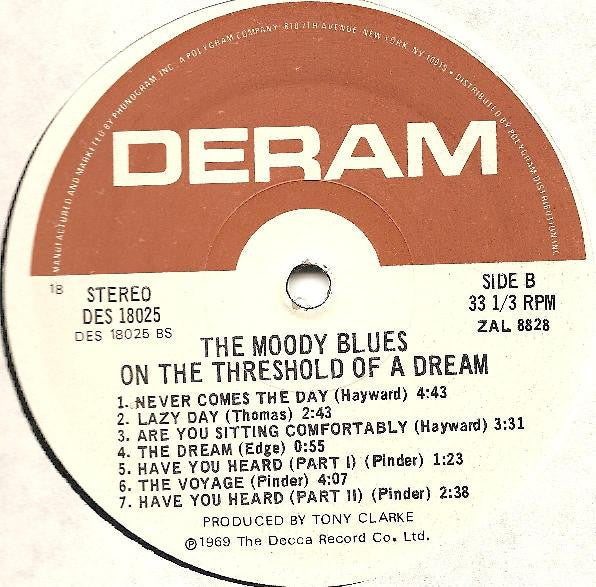 MANUFACTURED AND MARKETED BY PHONOGRAM, INC. A POLYGRAM COMPANY 810 7TH AVENUE NEW YORK, NY 10019 • DISTRIBUTED BY POLYGRAM DISTRIBUTION INC.
DERAM
18
STEREO
DES 18025
DES 18025 BS
SIDE B
33 1/3 RPM
ZAL 8828
THE MOODY BLUES
ON THE THRESHOLD OF A DREAM
1. NEVER COMES THE DAY (Hayward) 4:43
2. LAZY DAY (Thomas) 2:43
3. ARE YOU SITTING COMFORTABLY (Hayward) 3:31
4. THE DREAM (Edge) 0:55
5. HAVE YOU HEARD (PART I) (Pinder) 1:23
6. THE VOYAGE (Pinder) 4:07
7. HAVE YOU HEARD (PART II) (Pinder) 2:38
PRODUCED BY TONY CLARKE
℗1969 The Decca Record Co. Ltd.